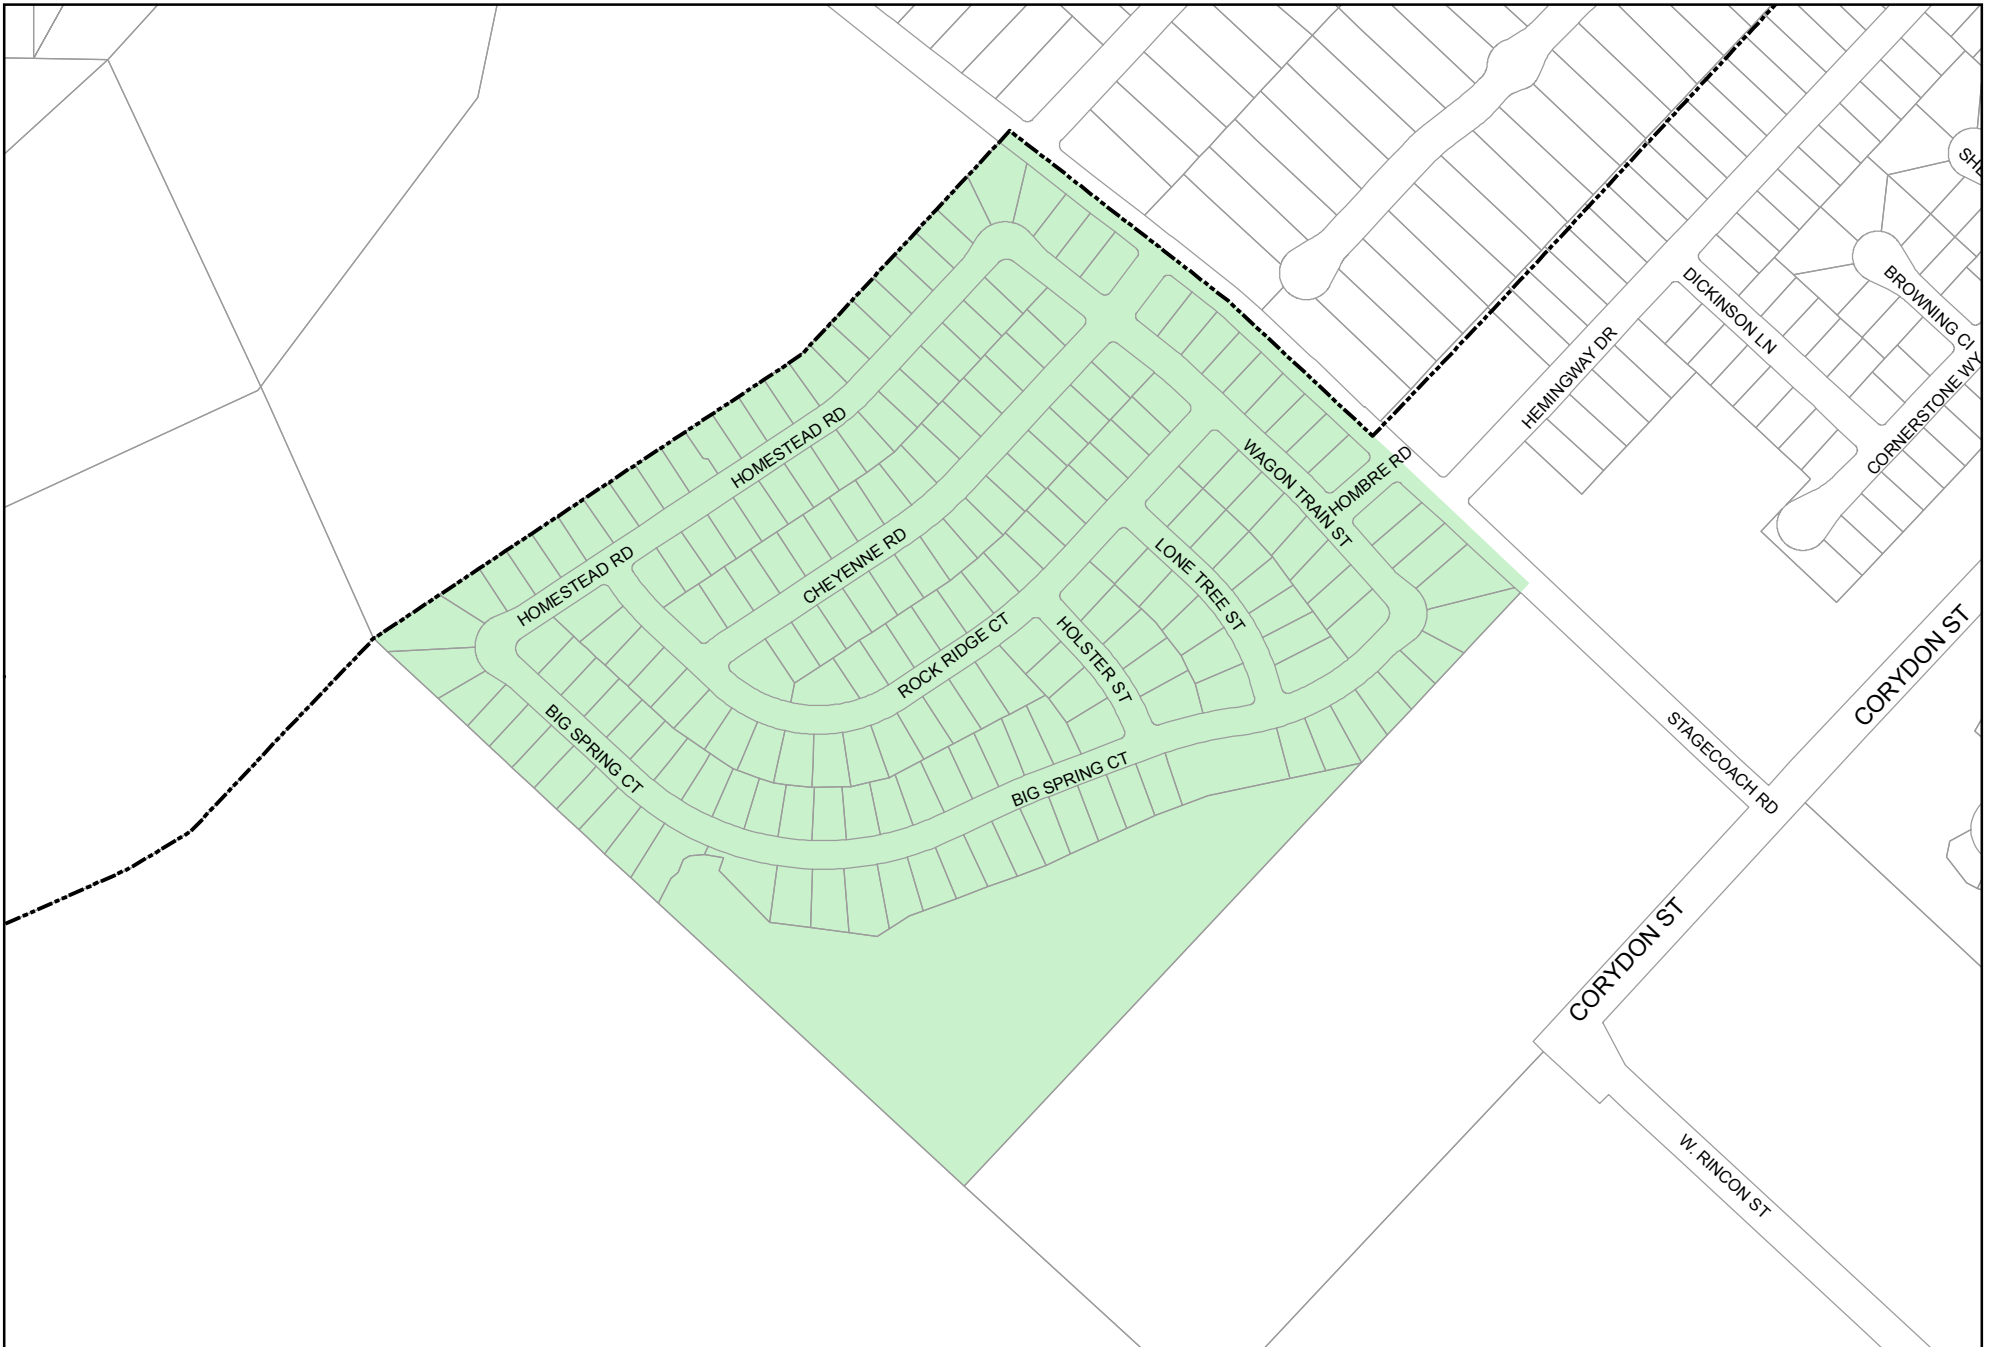 BROWNING
DICKINSON LN
HEMINGWAY DR
CORNERSTONE WY
HOMESTEAD RD
WAGON TRAIN ST
HOMBRE RD
CHEYENNE RD
HOMESTEAD RD
LONE TREE ST
HOLSTER ST
ROCK RIDGE CT
CORYDON ST
BIG SPRING CT
STAGECOACH RD
BIG SPRING CT
CORYDON ST
W. RINCON ST